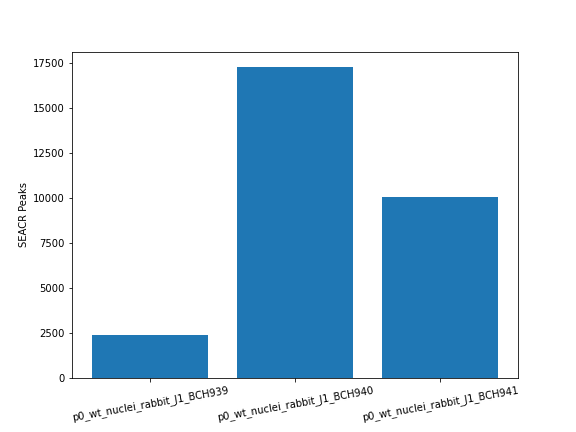 17500
15000
12500
10000
7500
5000
2500
0
SEACR Peaks
p0_wt_nuclei_rabbit_J1_BCH939
p0_wt_nuclei_rabbit_J1_BCH940
p0_wt_nuclei_rabbit_J1_BCH941